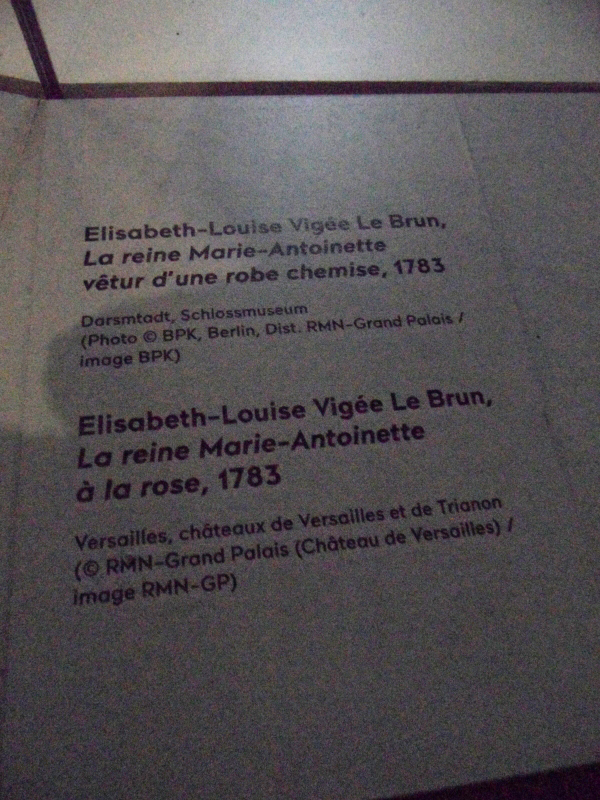 Elisabeth-Louise Vigée Le Brun,
La reine Marie-Antoinette
vêtur d'une robe chemise, 1783
Darsmtadt, Schlossmuseum
(Photo © BPK, Berlin, Dist. RMN-Grand Palais /
image BPK)
Elisabeth-Louise Vigée Le Brun,
La reine Marie-Antoinette
à la rose, 1783
Versailles, châteaux de Versailles et de Trianon
(© RMN-Grand Palais (Château de Versailles) /
image RMN-GP)